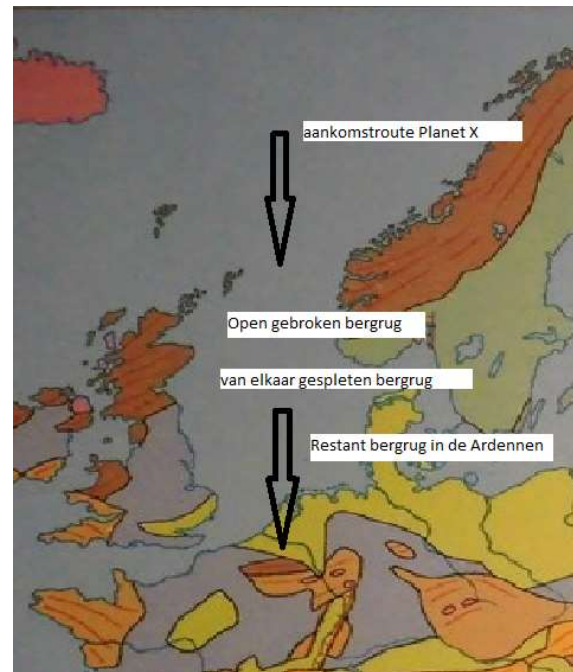 aankomstroute Planet X
Open gebroken bergrug
van elkaar gespleten bergrug
Restant bergrug in de Ardennen